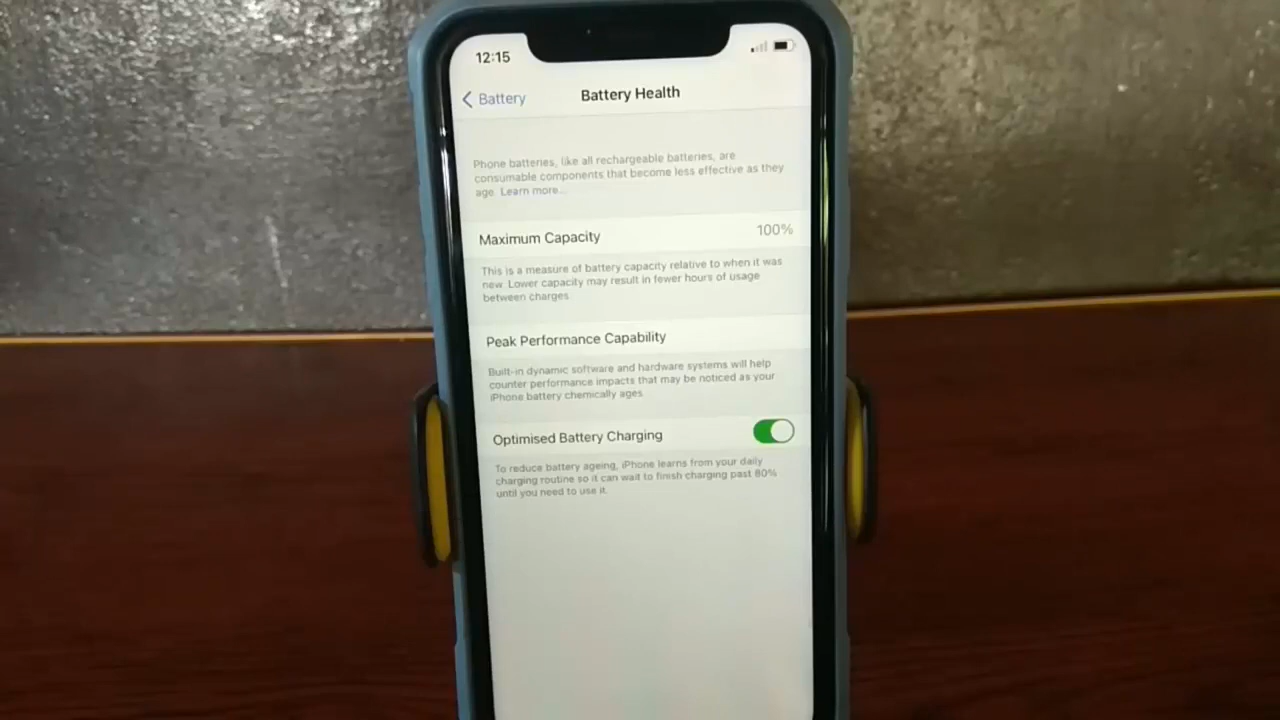 12:15
Battery
Battery Health
Phone batteries, like all rechargeable batteries, are
consumable components that become less effective as they
age. Learn more...
Maximum Capacity 100%
This is a measure of battery capacity relative to when it was
new. Lower capacity may result in fewer hours of usage
between charges.
Peak Performance Capability
Built-in dynamic software and hardware systems will help
counter performance impacts that may be noticed as your
iPhone battery chemically ages.
Optimised Battery Charging
To reduce battery ageing, iPhone learns from your daily
charging routine so it can wait to finish charging past 80%
until you need to use it.